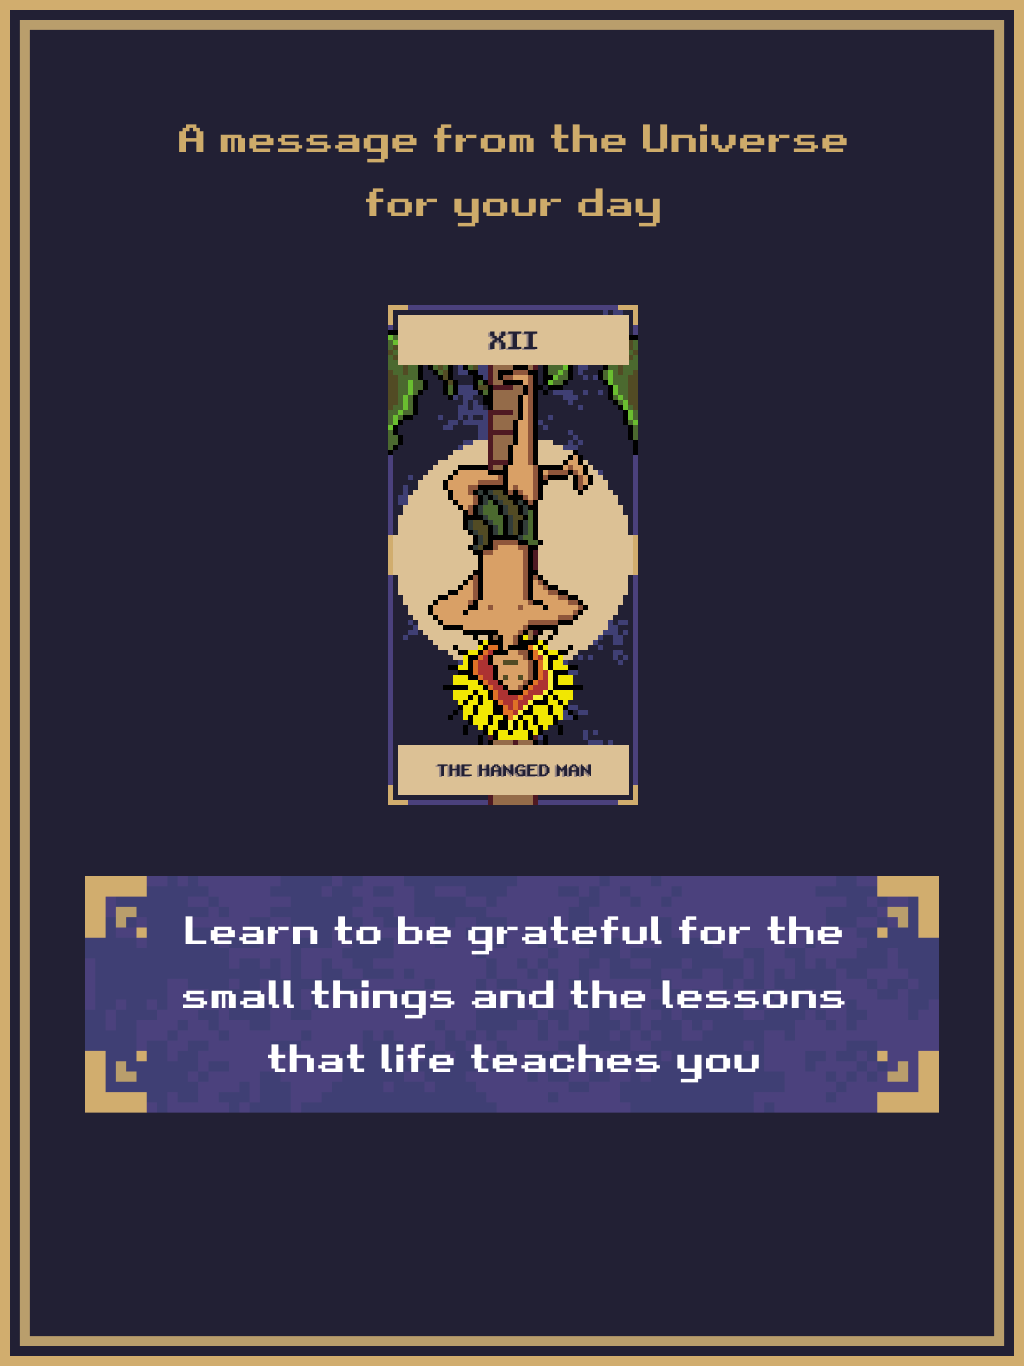 A message from the Universe
for your day
XII
THE HANGED MAN
Learn to be grateful for the
small things and the lessons
that life teaches you